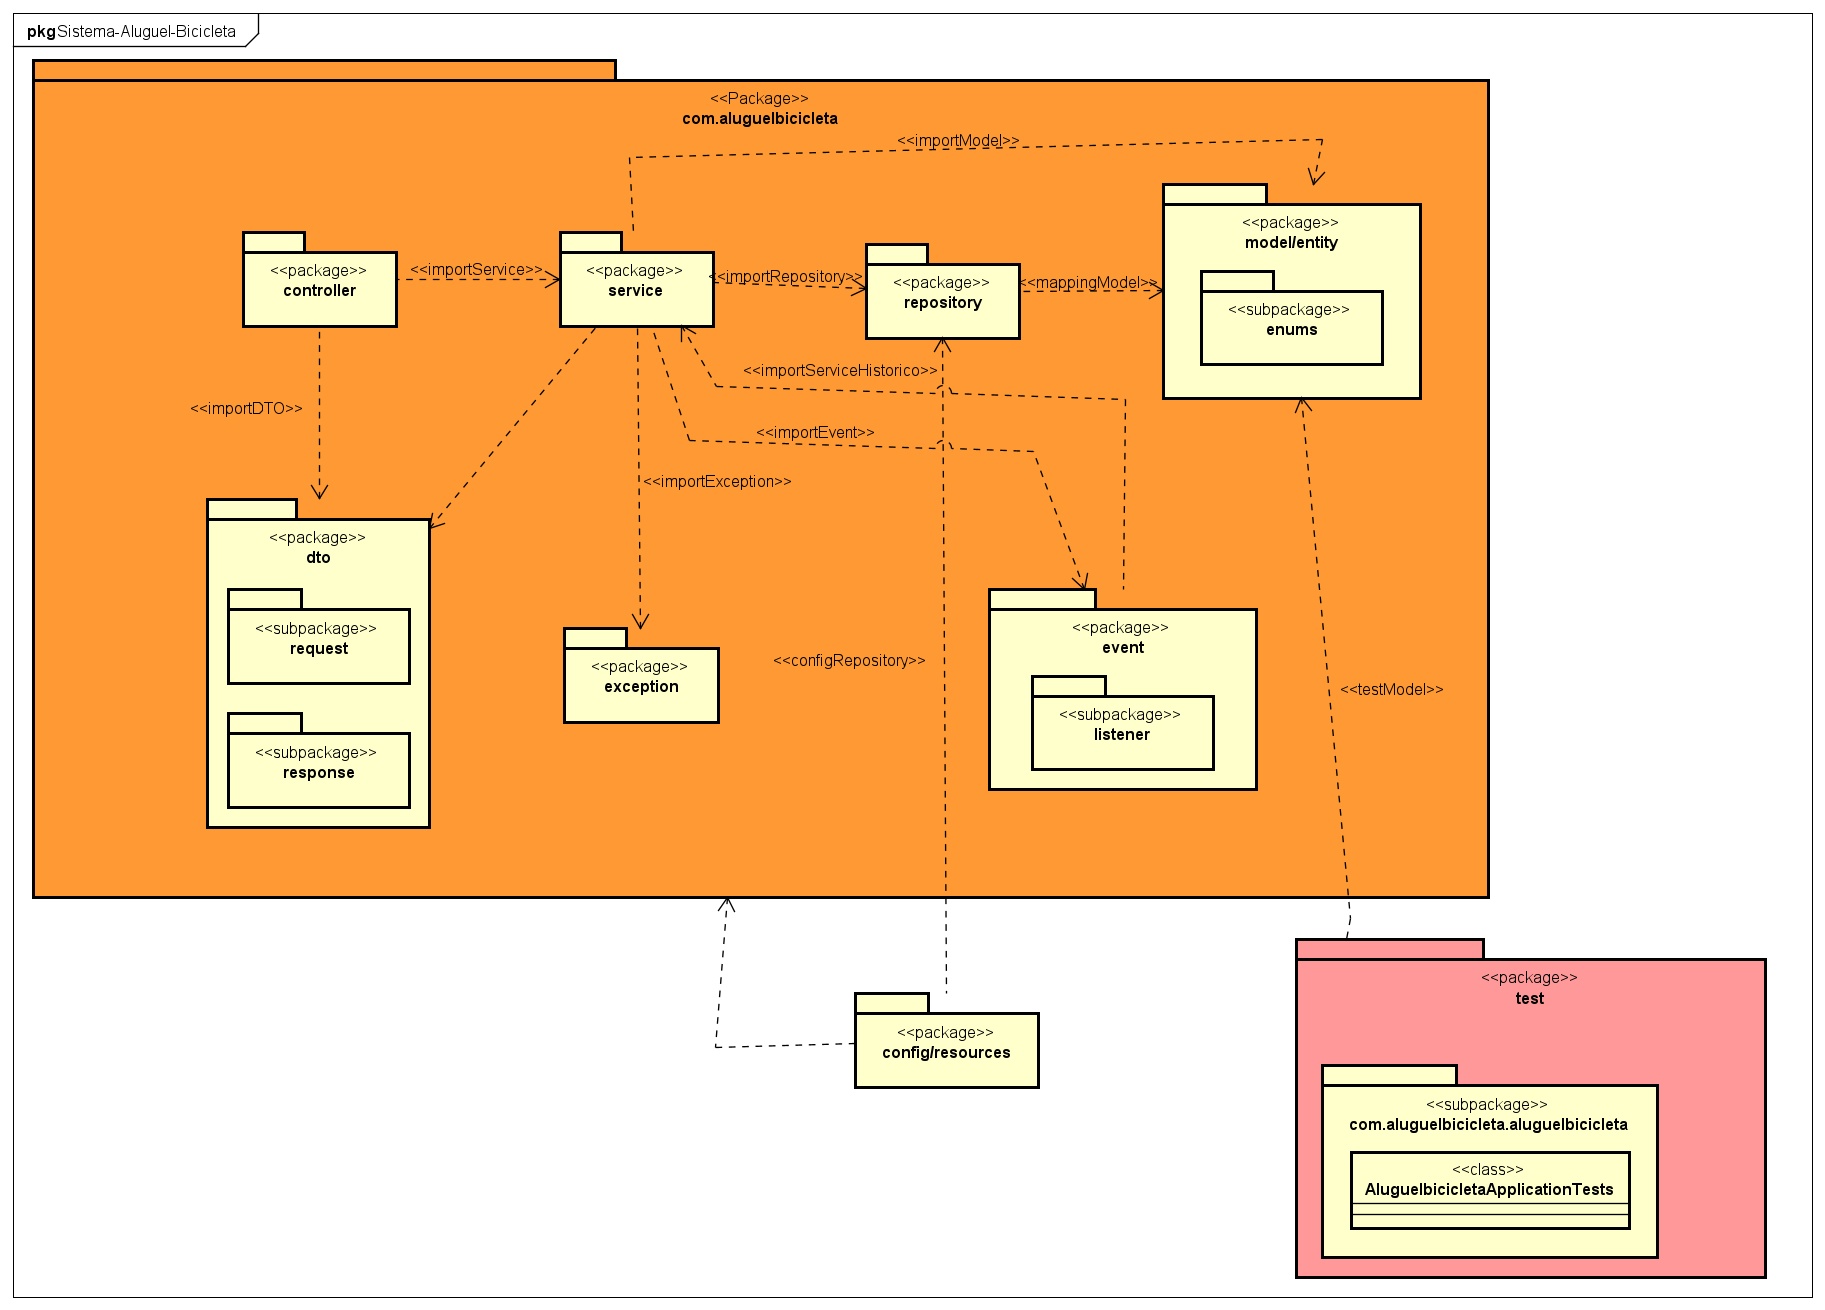 pkg Sistema-Aluguel-Bicicleta
<<Package>>
com.aluguelbicicleta
<<importModel>>
<<package>>
model/entity
<<subpackage>>
enums
<<package>>
controller
<<importService>>
<<package>>
service
<<importRepository>>
<<package>>
repository
<<mappingModel>>
<<importServiceHistorico>>
<<importDTO>>
<<importEvent>>
<<importException>>
<<package>>
dto
<<subpackage>>
request
<<subpackage>>
response
<<package>>
exception
<<configRepository>>
<<package>>
event
<<subpackage>>
listener
<<testModel>>
<<package>>
config/resources
<<package>>
test
<<subpackage>>
com.aluguelbicicleta.aluguelbicicleta
<<class>>
AluguelbicicletaApplicationTests